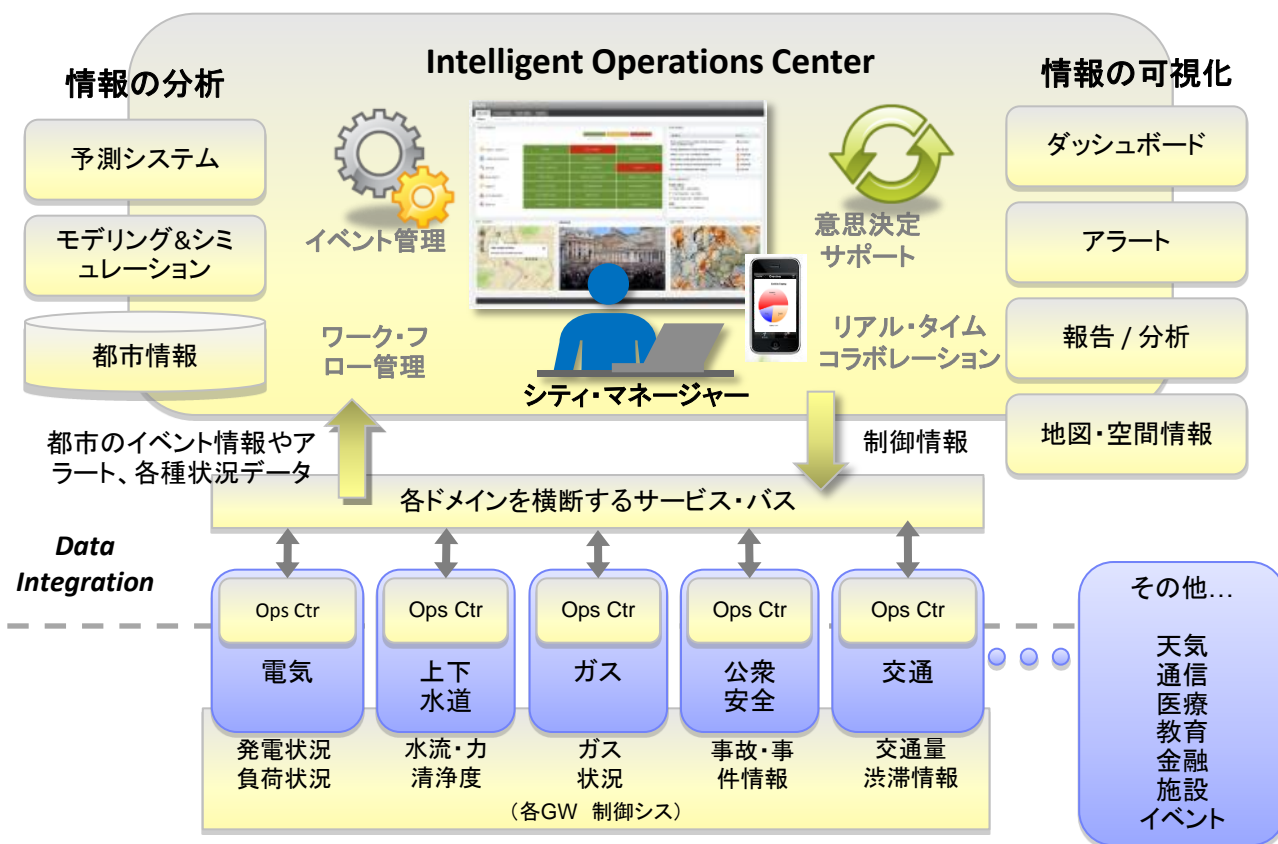 Intelligent Operations Center
情報の分析
予測システム
モデリング&シミ
ュレーション
都市情報
イベント管理
ワーク・フ
ロー管理
意思決定
サポート
リアル・タイム
コラボレーション
シティ・マネージャー
情報の可視化
ダッシュボード
アラート
報告 / 分析
地図・空間情報
都市のイベント情報やア
ラート、各種状況データ
制御情報
各ドメインを横断するサービス・バス
Data
Integration
Ops Ctr
電気
Ops Ctr
上下
水道
Ops Ctr
ガス
Ops Ctr
公衆
安全
Ops Ctr
交通
発電状況
負荷状況
水流・力
清浄度
ガス
状況
事故・事
件情報
交通量
渋滞情報
（各GW 制御シス）
その他…
天気
通信
医療
教育
金融
施設
イベント